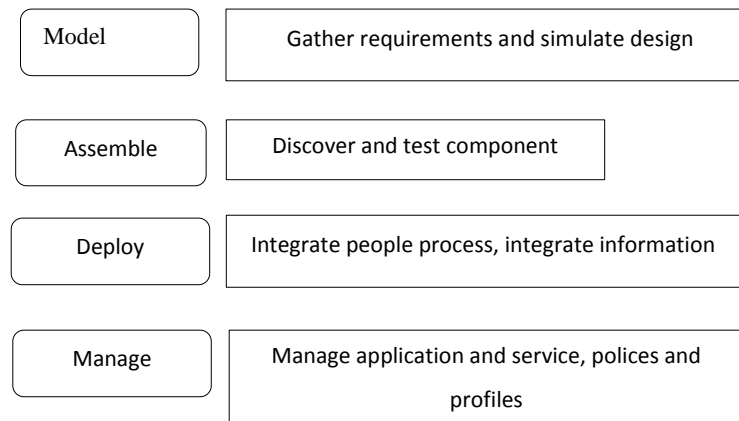 Model
Gather requirements and simulate design
Assemble
Discover and test component
Deploy
Integrate people process, integrate information
Manage
Manage application and service, polices and
profiles